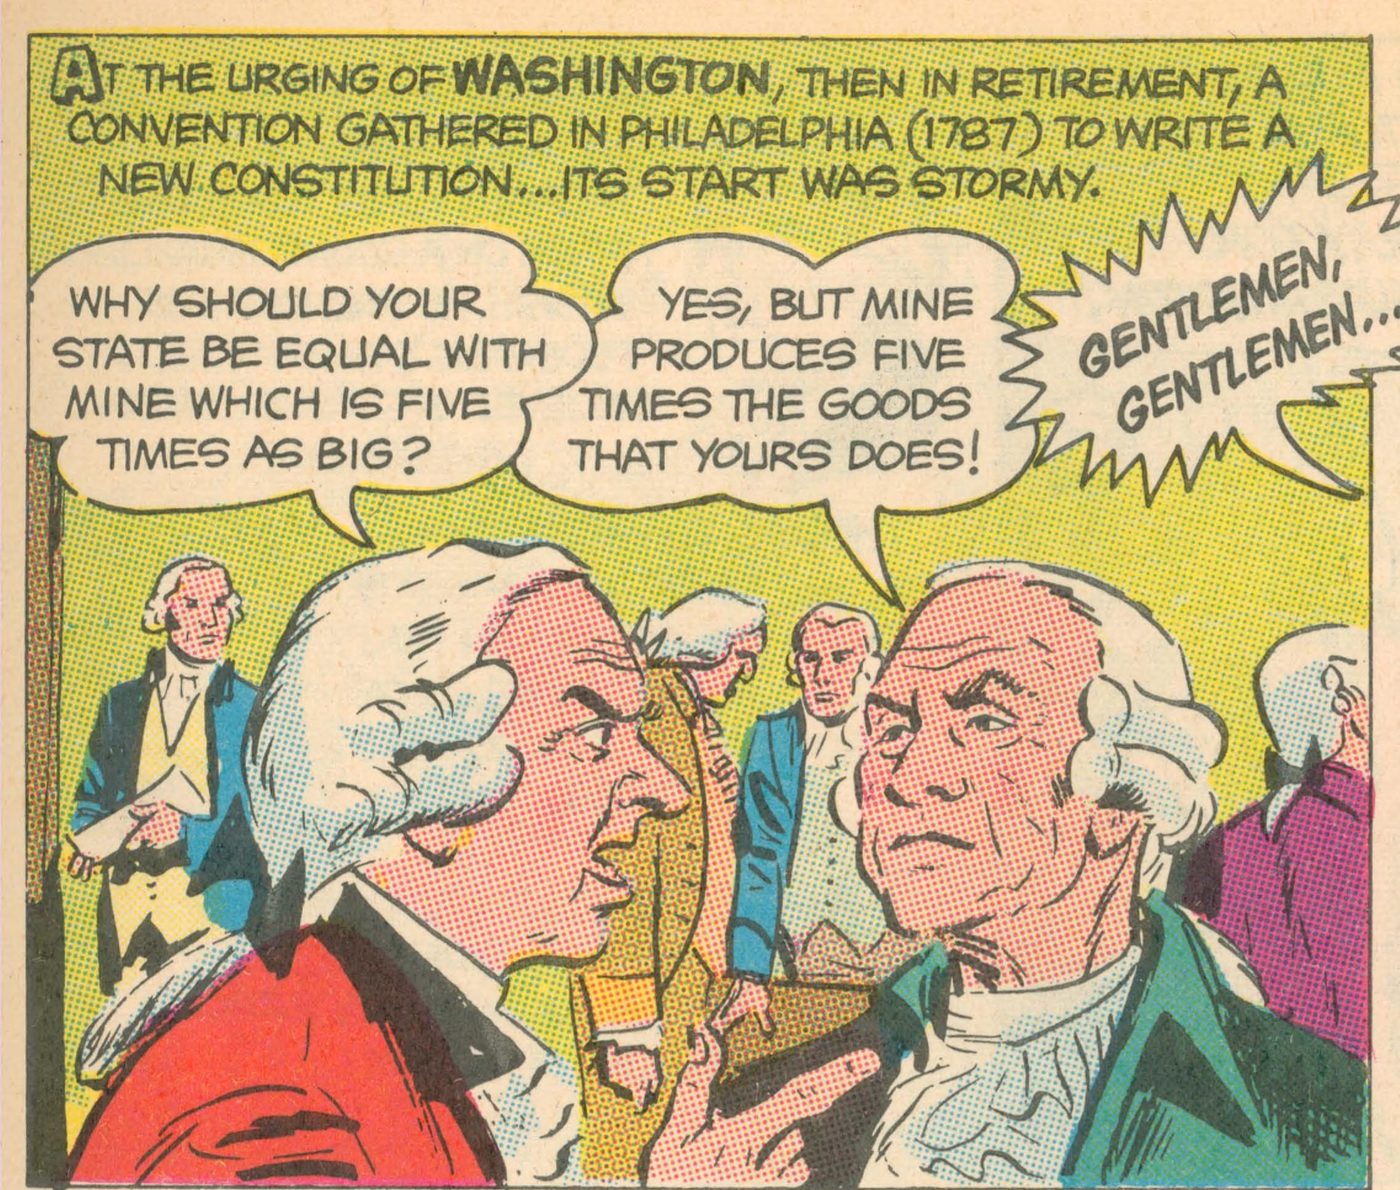 AT THE URGING OF WASHINGTON, THEN IN RETIREMENT, A
CONVENTION GATHERED IN PHILADELPHIA (1787) TO WRITE A
NEW CONSTITUTION...ITS START WAS STORMY.
WHY SHOULD YOUR
STATE BE EQUAL WITH
MINE WHICH IS FIVE
TIMES AS BIG?
YES, BUT MINE
PRODUCES FIVE
TIMES THE GOODS
THAT YOURS DOES!
GENTLEMEN,
GENTLEMEN...